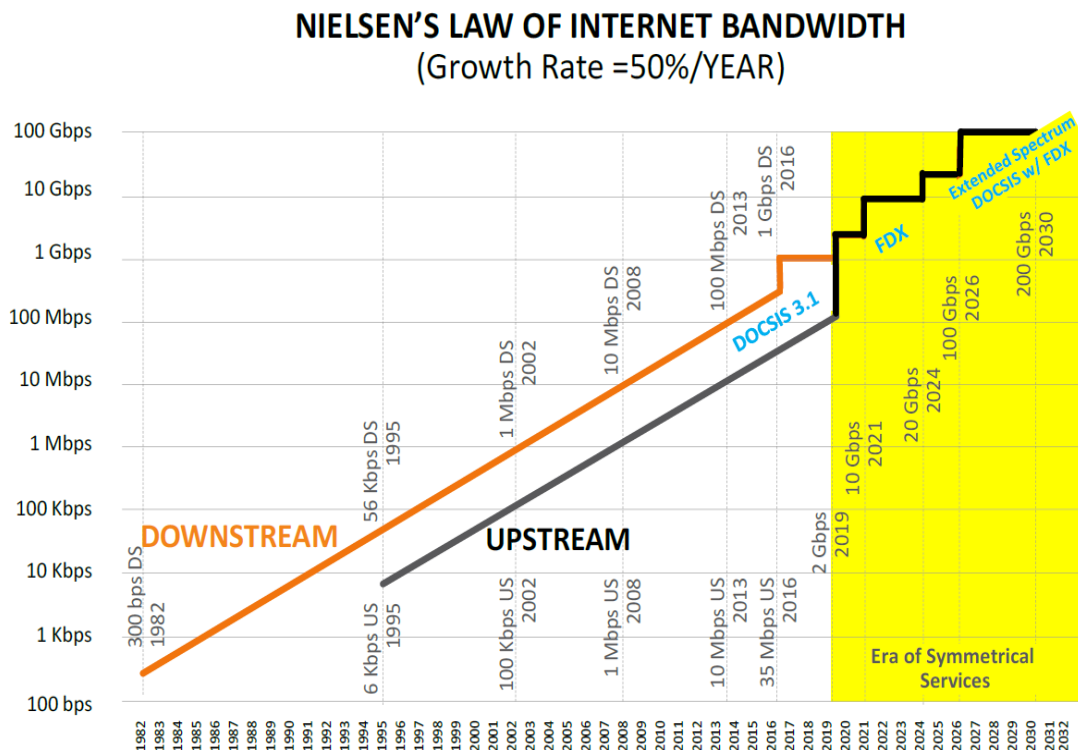 NIELSEN'S LAW OF INTERNET BANDWIDTH
(Growth Rate =50%/YEAR)
100 Gbps
10 Gbps
1 Gbps
100 Mbps
10 Mbps
1 Mbps
100 Kbps
10 Kbps
1 Kbps
100 bps
DOWNSTREAM
UPSTREAM
300 bps DS
1982
56 Kbps DS
1995
1 Mbps DS
2002
10 Mbps DS
2008
100 Mbps DS
2013
1 Gbps DS
2016
6 Kbps US
1995
100 Kbps US
2002
1 Mbps US
2008
10 Mbps US
2013
35 Mbps US
2016
2 Gbps
2019
10 Gbps
2021
20 Gbps
2024
100 Gbps
2026
200 Gbps
2030
DOCSIS 3.1
FDX
Extended Spectrum
DOCSIS w/ FDX
Era of Symmetrical
Services
1982
1983
1984
1985
1986
1987
1988
1989
1990
1991
1992
1993
1994
1995
1996
1997
1998
1999
2000
2001
2002
2003
2004
2005
2006
2007
2008
2009
2010
2011
2012
2013
2014
2015
2016
2017
2018
2019
2020
2021
2022
2023
2024
2025
2026
2027
2028
2029
2030
2031
2032